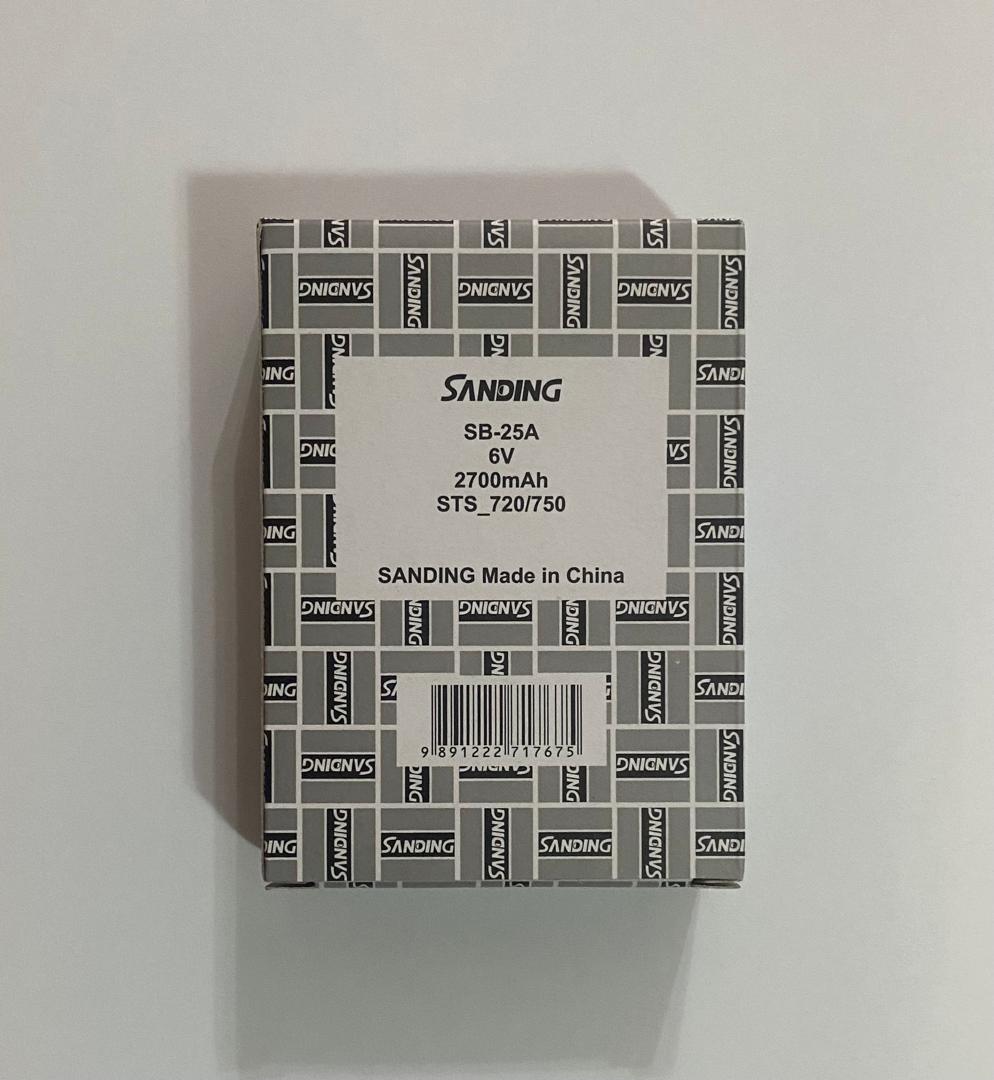 SANDING
SB-25A
6V
2700mAh
STS_720/750
SANDING Made in China
9 891222 717675